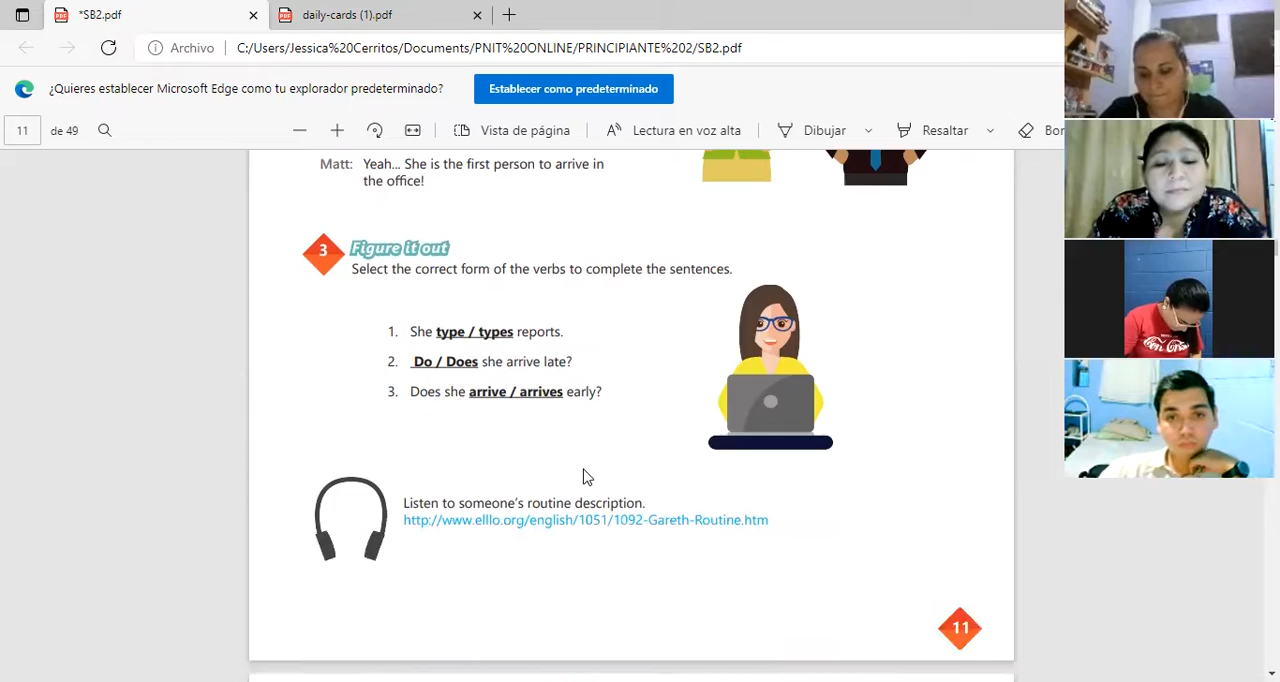 *SB2.pdf
daily-cards (1).pdf
Archivo
C:/Users/Jessica%20Cerritos/Documents/PNIT%20ONLINE/PRINCIPIANTE%202/SB2.pdf
¿Quieres establecer Microsoft Edge como tu explorador predeterminado?
Establecer como predeterminado
11 de 49
Vista de página
Lectura en voz alta
Dibujar
Resaltar
Bor
Matt: Yeah... She is the first person to arrive in
the office!
3 Figure it out
Select the correct form of the verbs to complete the sentences.
1. She type / types reports.
2. Do / Does she arrive late?
3. Does she arrive / arrives early?
Listen to someone's routine description.
http://www.elllo.org/english/1051/1092-Gareth-Routine.htm
11